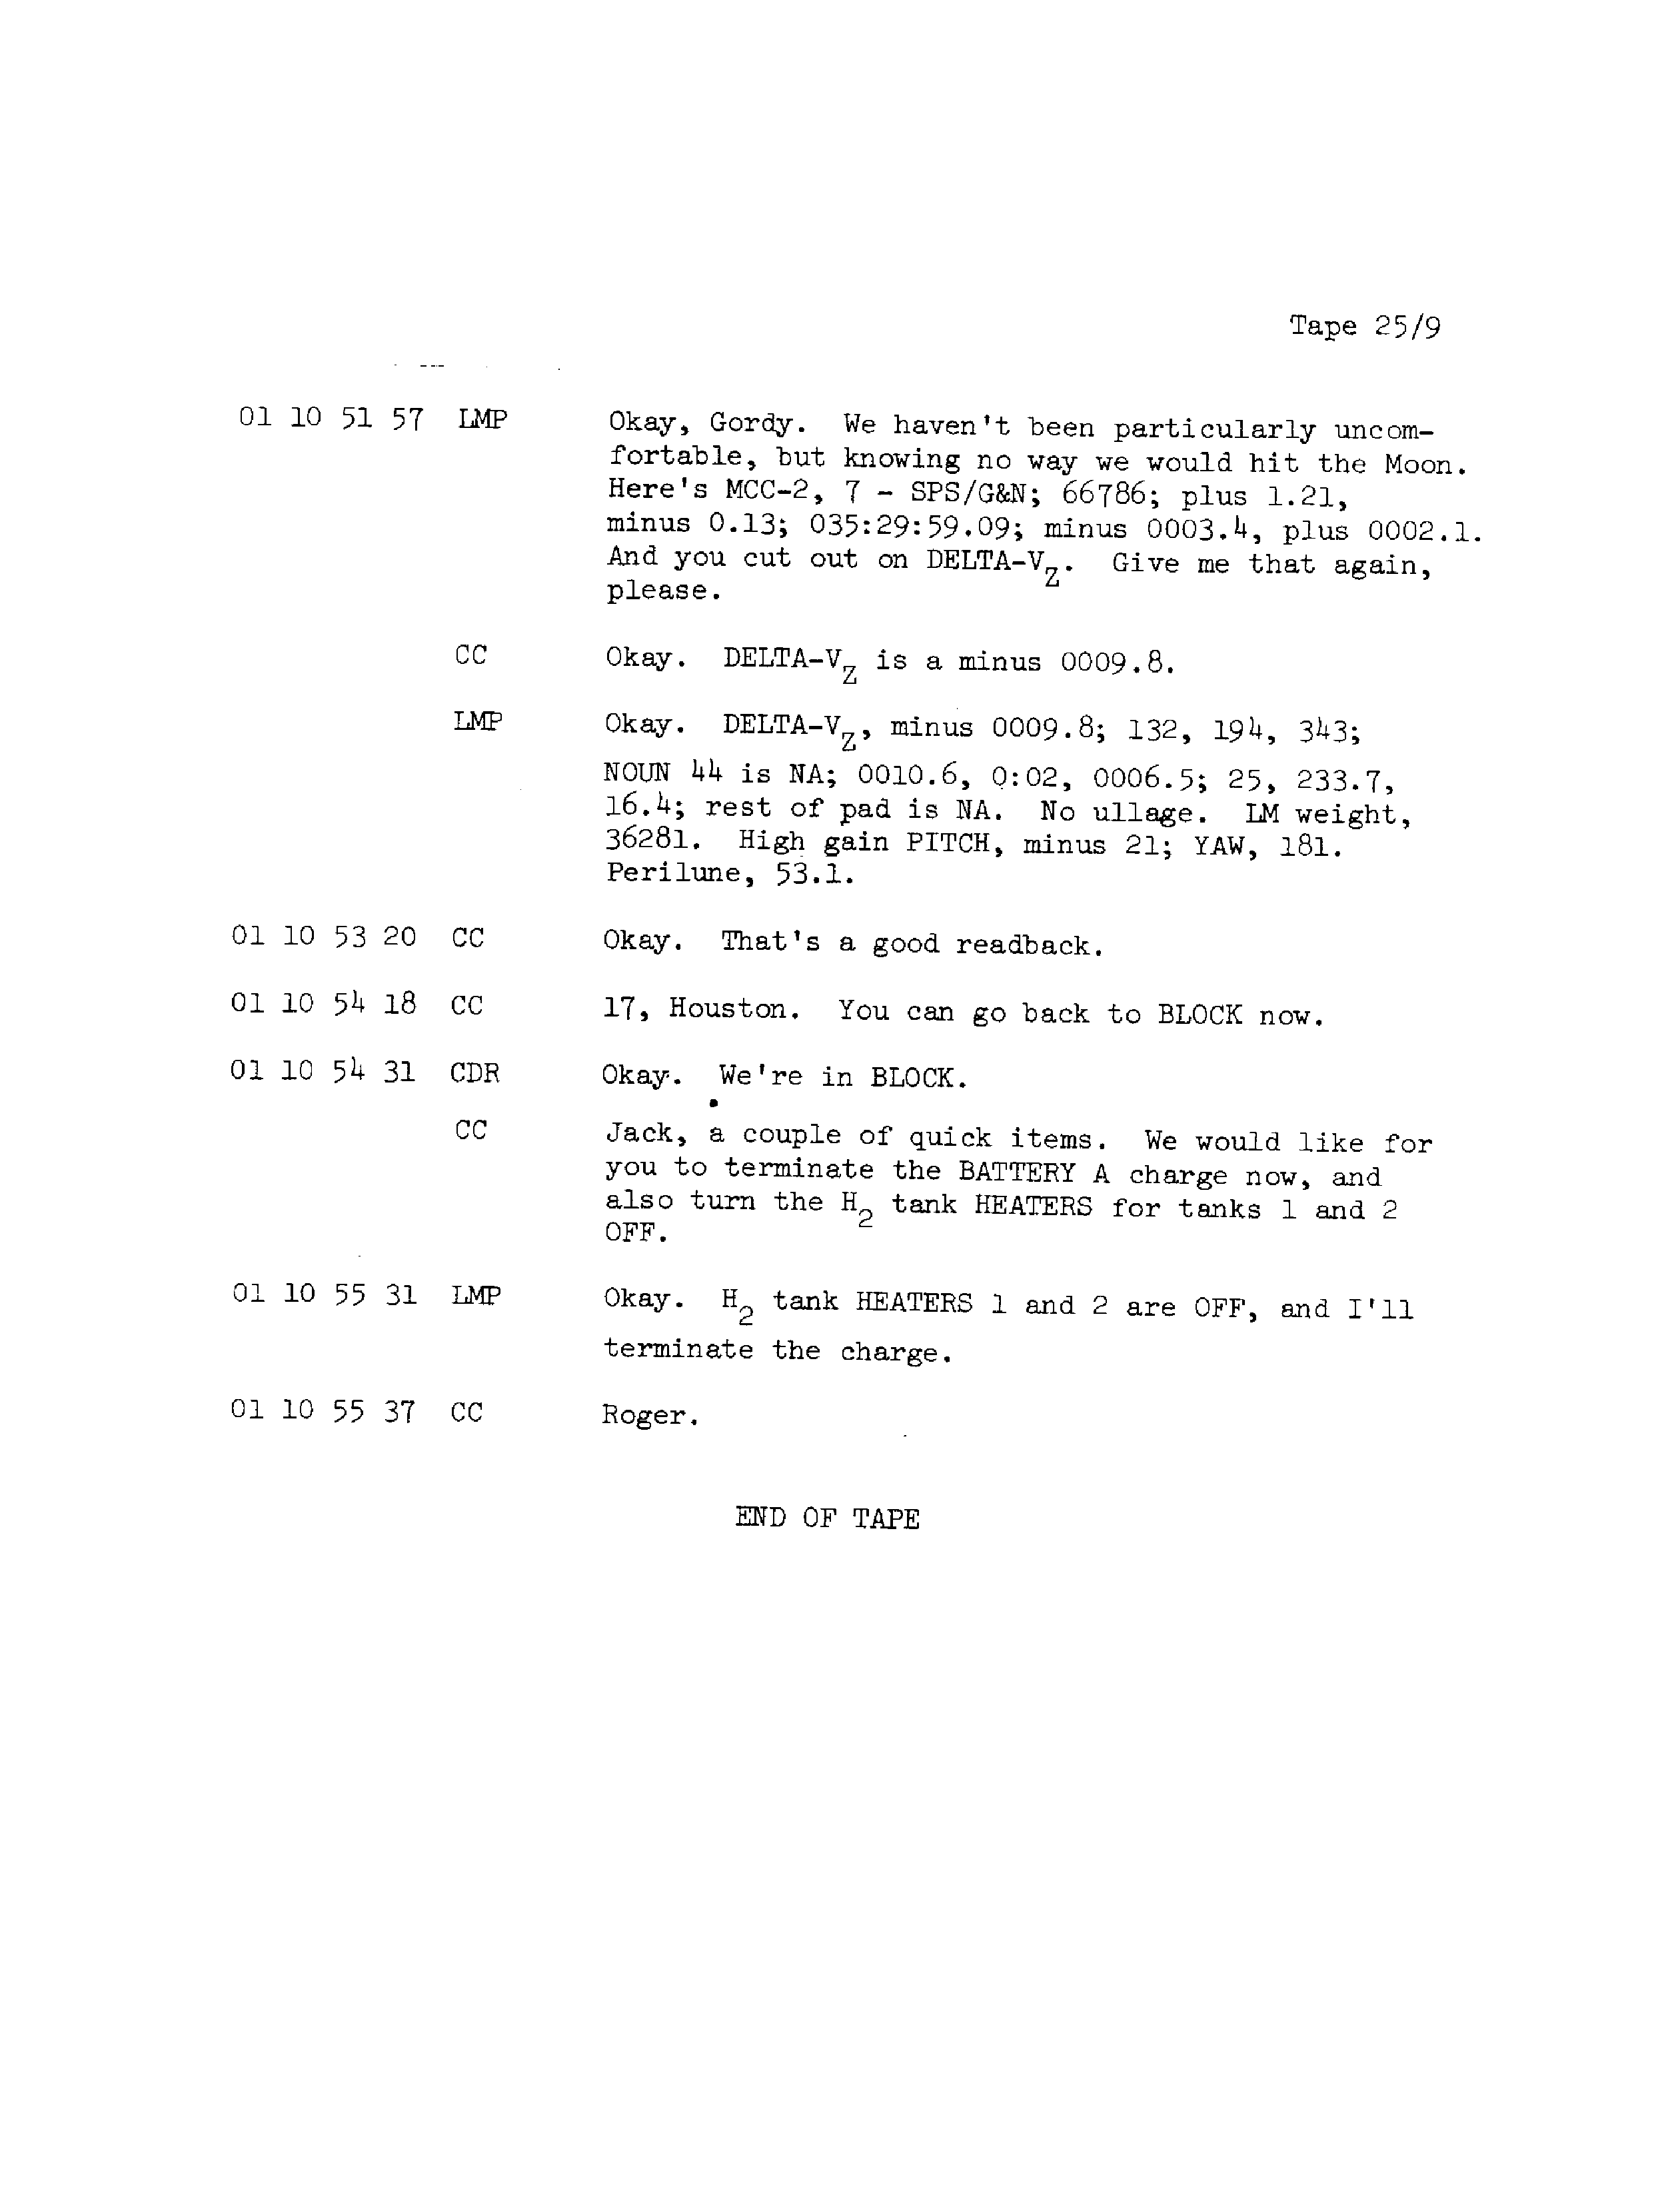 Tape 25/9
01 10 51 57 LMP Okay, Gordy. We haven't been particularly uncom-
fortable, but knowing no way we would hit the Moon.
Here's MCC-2, 7 - SPS/G&N; 66786; plus 1.21,
minus 0.13; 035:29:59.09; minus 0003.4, plus 0002.1.
And you cut out on DELTA-VZ. Give me that again,
please.
CC Okay. DELTA-VZ is a minus 0009.8.
LMP Okay. DELTA-VZ, minus 0009.8; 132, 194, 343;
NOUN 44 is NA; 0010.6, 0:02, 0006.5; 25, 233.7,
16.4; rest of pad is NA. No ullage. LM weight,
36281. High gain PITCH, minus 21; YAW, 181.
Perilune, 53.1.
01 10 53 20 CC Okay. That's a good readback.
01 10 54 18 CC 17, Houston. You can go back to BLOCK now.
01 10 54 31 CDR Okay. We're in BLOCK.
CC Jack, a couple of quick items. We would like for
you to terminate the BATTERY A charge now, and
also turn the H2 tank HEATERS for tanks 1 and 2
OFF.
01 10 55 31 LMP Okay. H2 tank HEATERS 1 and 2 are OFF, and I'll
terminate the charge.
01 10 55 37 CC Roger.
END OF TAPE